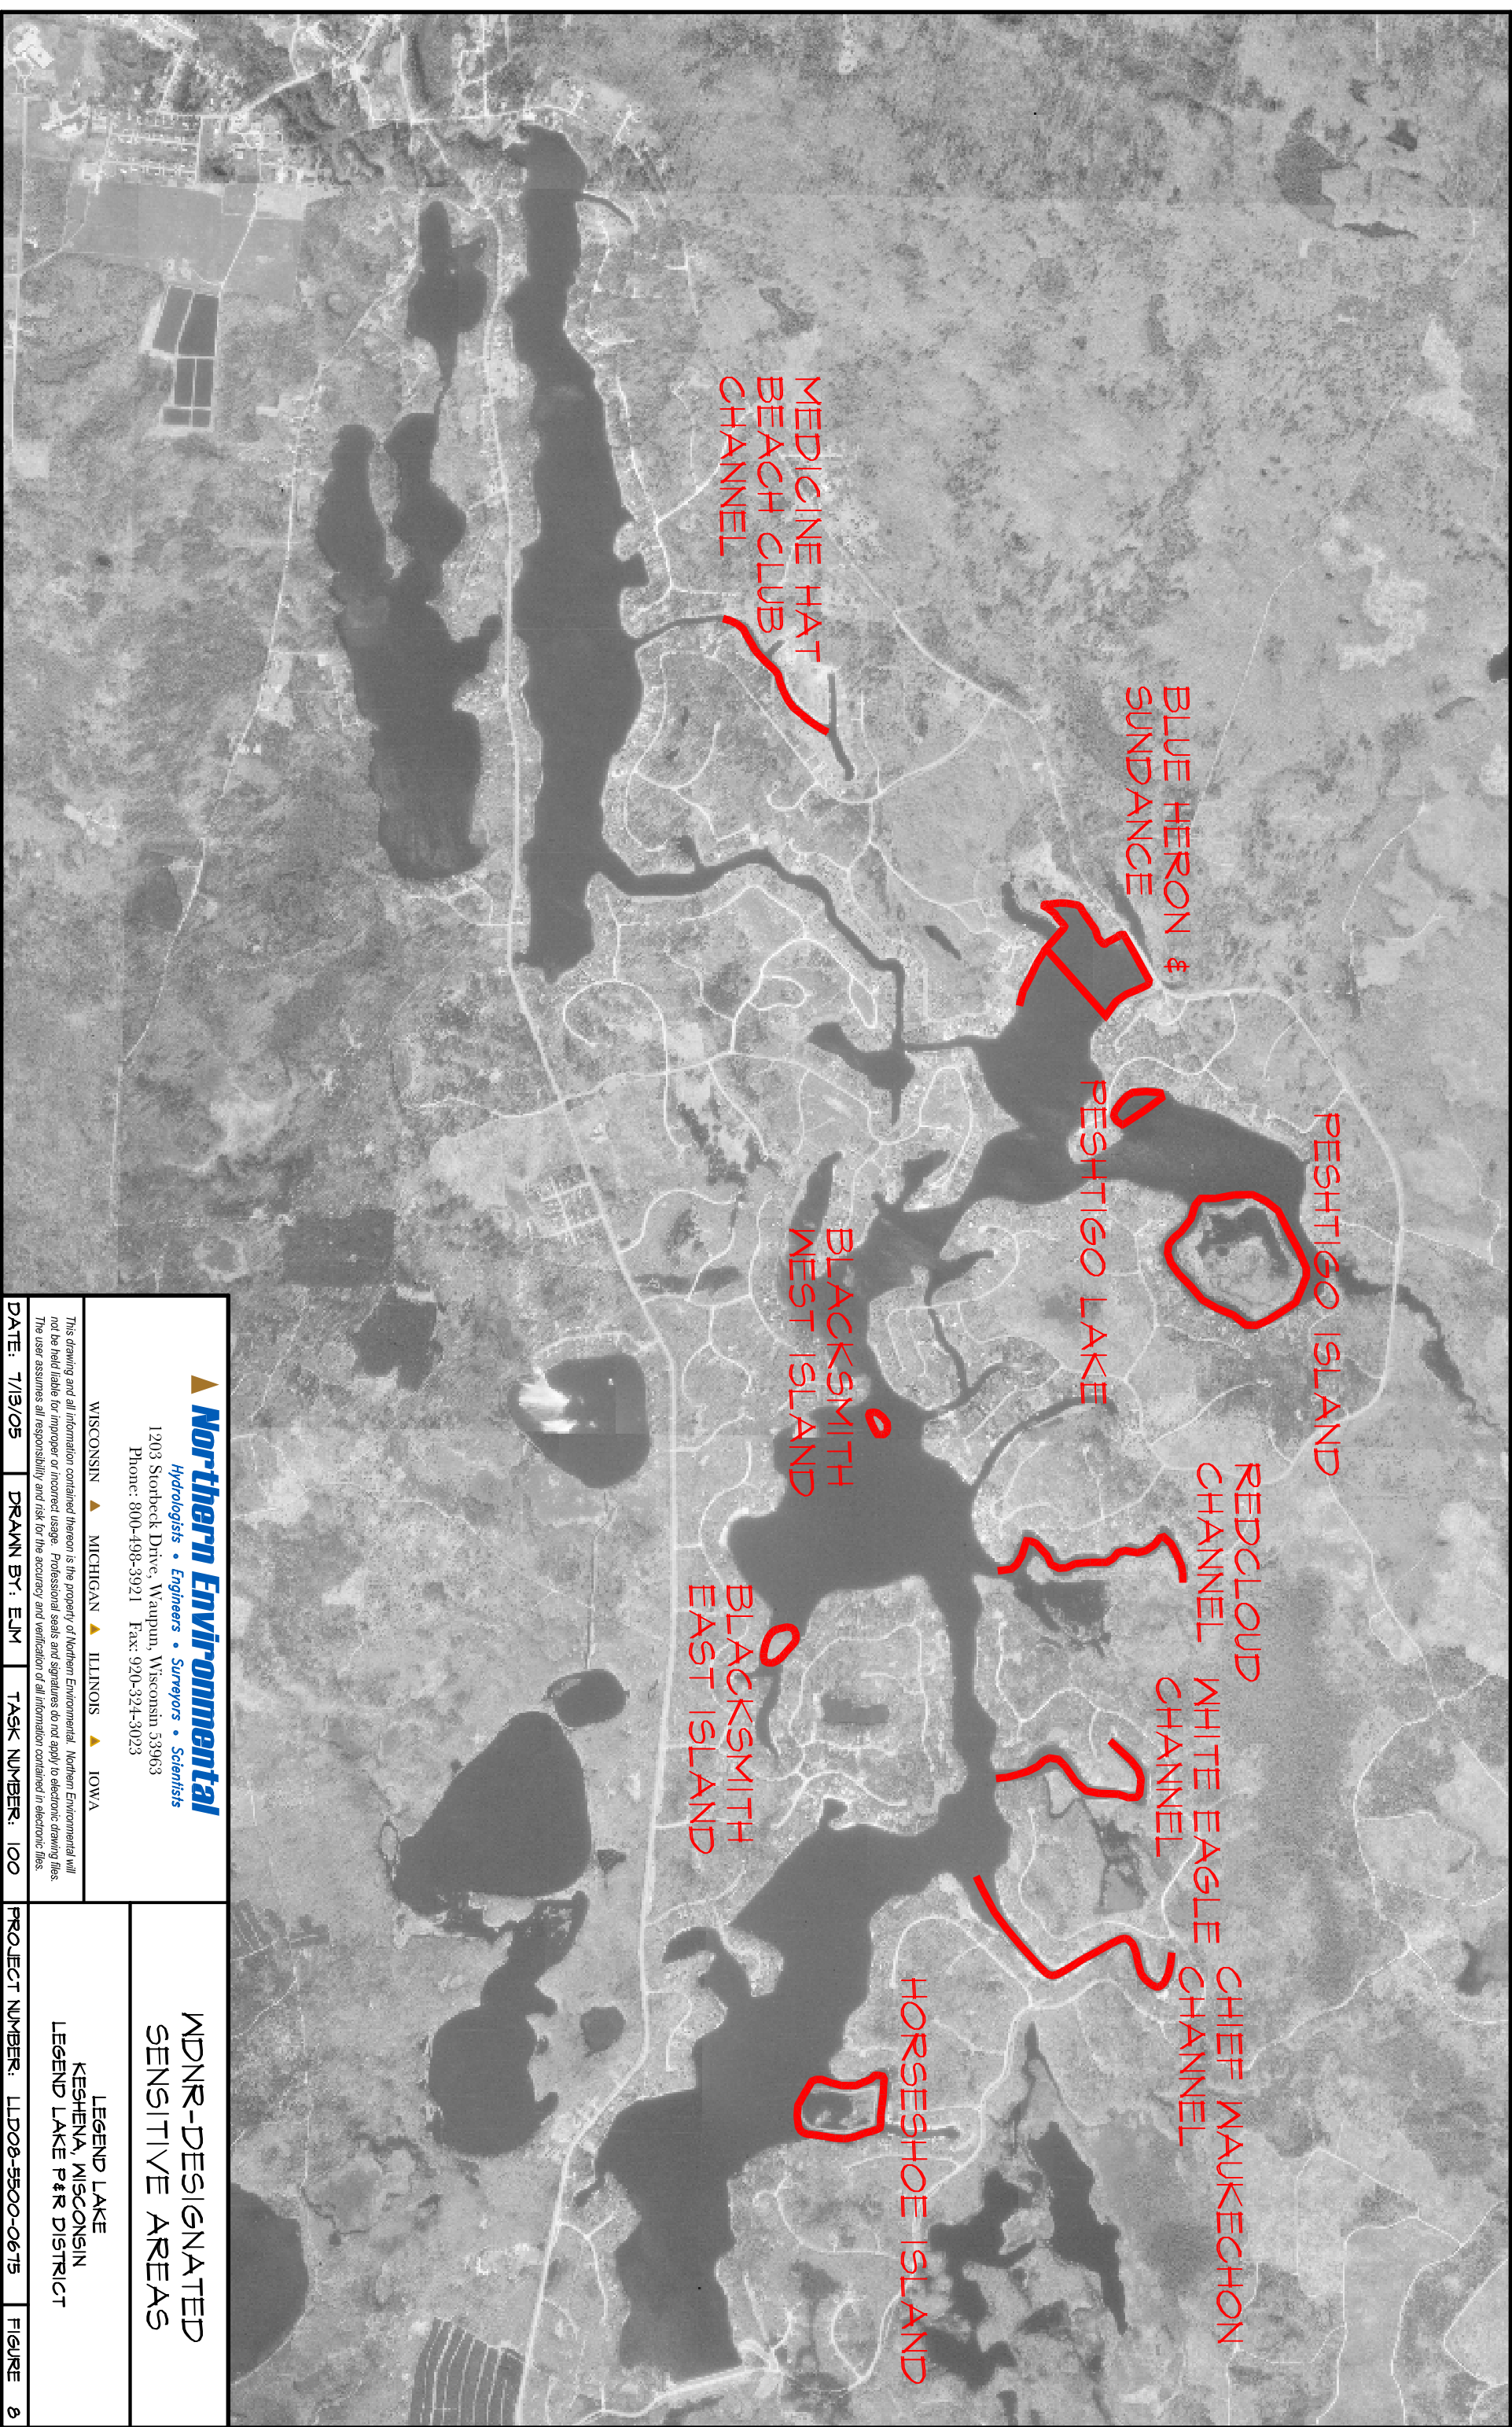 MEDICINE HAT
BEACH CLUB
CHANNEL
BLUE HERON &
SUNDANCE
PESHTIGO LAKE
PESHTIGO ISLAND
BLACKSMITH
WEST ISLAND
REDCLOUD
CHANNEL
BLACKSMITH
EAST ISLAND
WHITE EAGLE
CHANNEL
CHIEF WAUKECHON
CHANNEL
HORSESHOE ISLAND
Northern Environmental
Hydrologists • Engineers • Surveyors • Scientists
1203 Storbeck Drive, Waupun, Wisconsin 53963
Phone: 800-498-3921 Fax: 920-324-3023
WISCONSIN ▲ MICHIGAN ▲ ILLINOIS ▲ IOWA
This drawing and all information contained thereon is the property of Northern Environmental. Northern Environmental will
not be held liable for improper or incorrect usage. Professional seals and signatures do not apply to electronic drawing files.
The user assumes all responsibility and risk for the accuracy and verification of all information contained in electronic files.
WDNR-DESIGNATED
SENSITIVE AREAS
LEGEND LAKE
KESHENA, WISCONSIN
LEGEND LAKE P&R DISTRICT
DATE: 7/13/05 DRAWN BY: EJM TASK NUMBER: 100 PROJECT NUMBER: LLD08-5500-0675 FIGURE 8